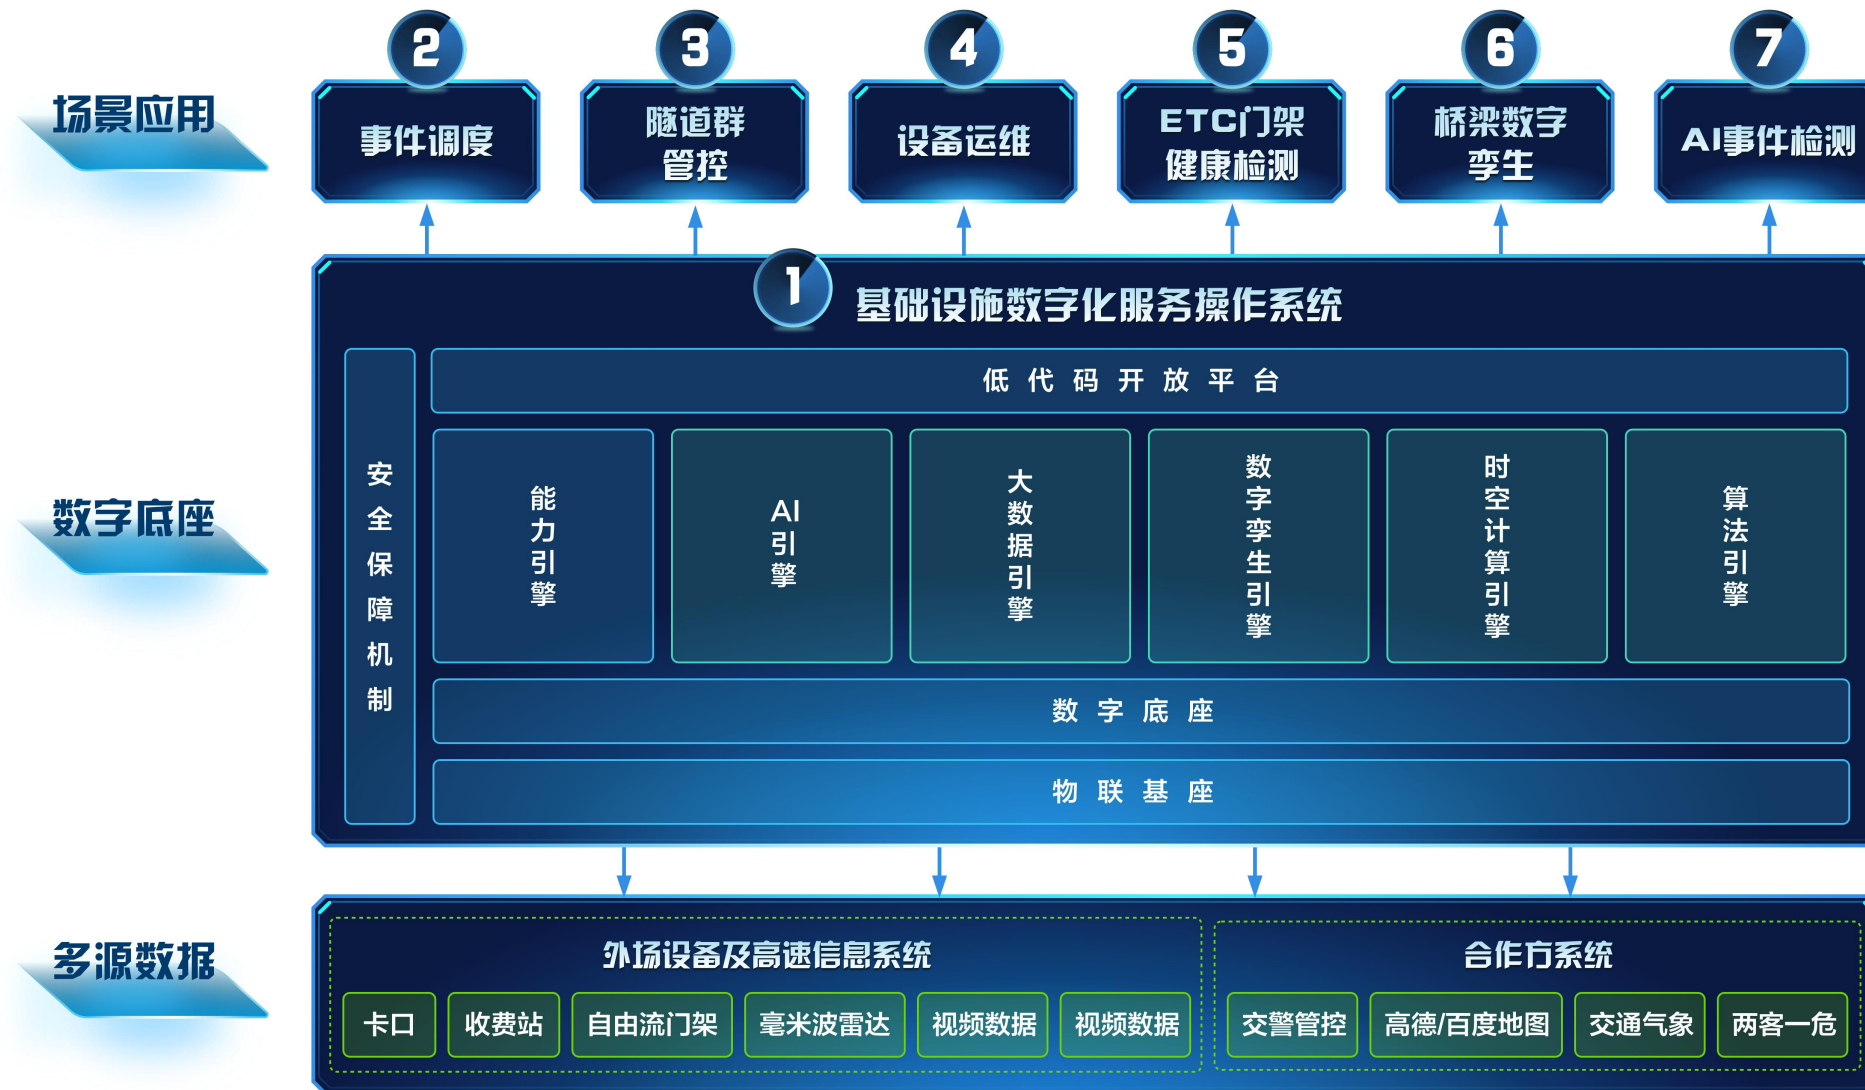 场景应用
2
事件调度
3
隧道群
管控
4
设备运维
5
ETC门架
健康检测
6
桥梁数字
孪生
7
AI事件检测
数字底座
1
基础设施数字化服务操作系统
安全保障机制
低代码开放平台
能力引擎
AI引擎
大数据引擎
数字孪生引擎
时空计算引擎
算法引擎
数字底座
物联基座
多源数据
外场设备及高速信息系统
卡口
收费站
自由流门架
毫米波雷达
视频数据
视频数据
合作方系统
交警管控
高德/百度地图
交通气象
两客一危